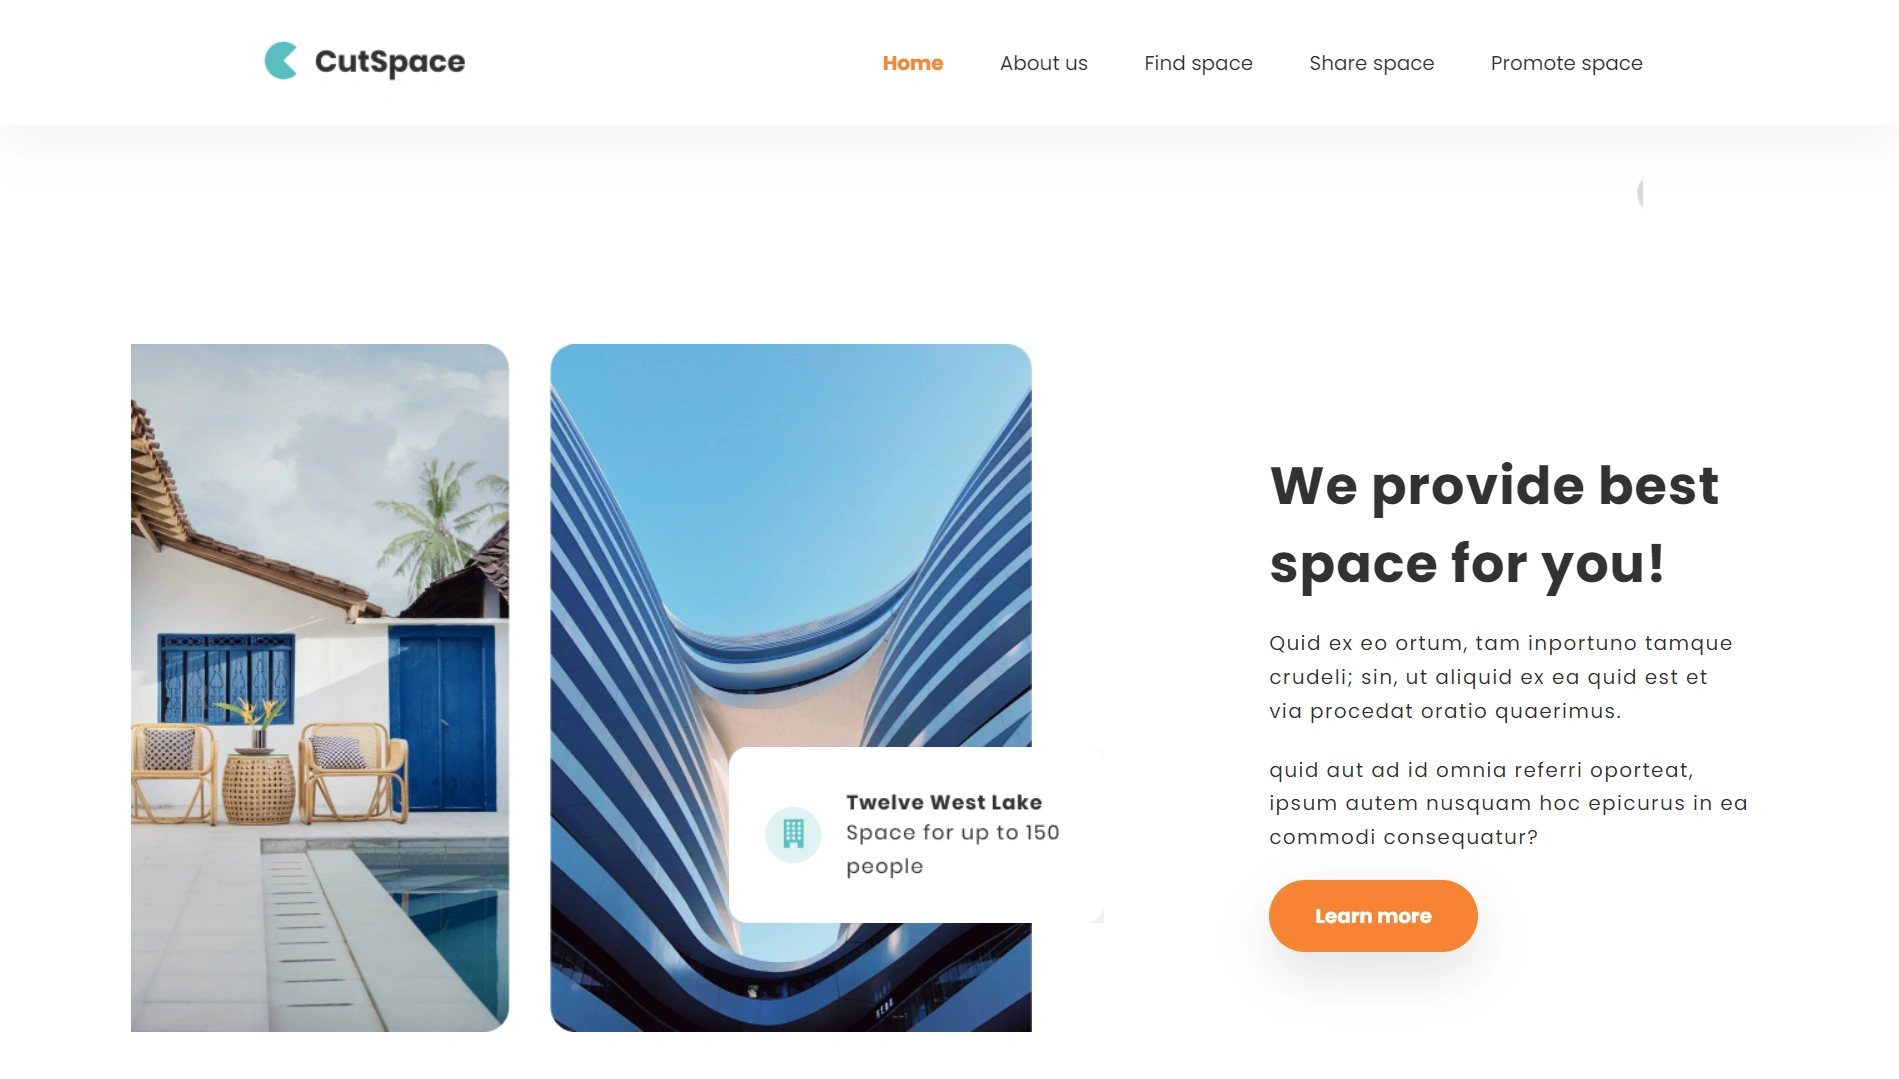 CutSpace
Home
About us
Find space
Share space
Promote space
Twelve West Lake
Space for up to 150
people
We provide best
space for you!
Quid ex eo ortum, tam inportuno tamque
crudeli; sin, ut aliquid ex ea quid est et
via procedat oratio quaerimus.
quid aut ad id omnia referri oporteat,
ipsum autem nusquam hoc epicurus in ea
commodi consequatur?
Learn more